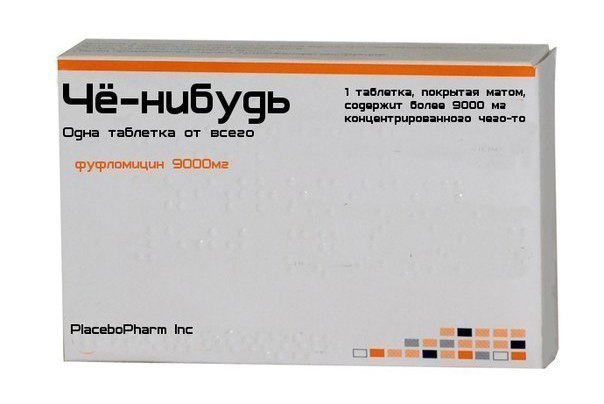 Чё-нибудь
Одна таблетка от всего
фуфломицин 9000мг
1 таблетка, покрытая матом,
содержит более 9000 мг
концентрированного чего-то
PlaceboPharm Inc